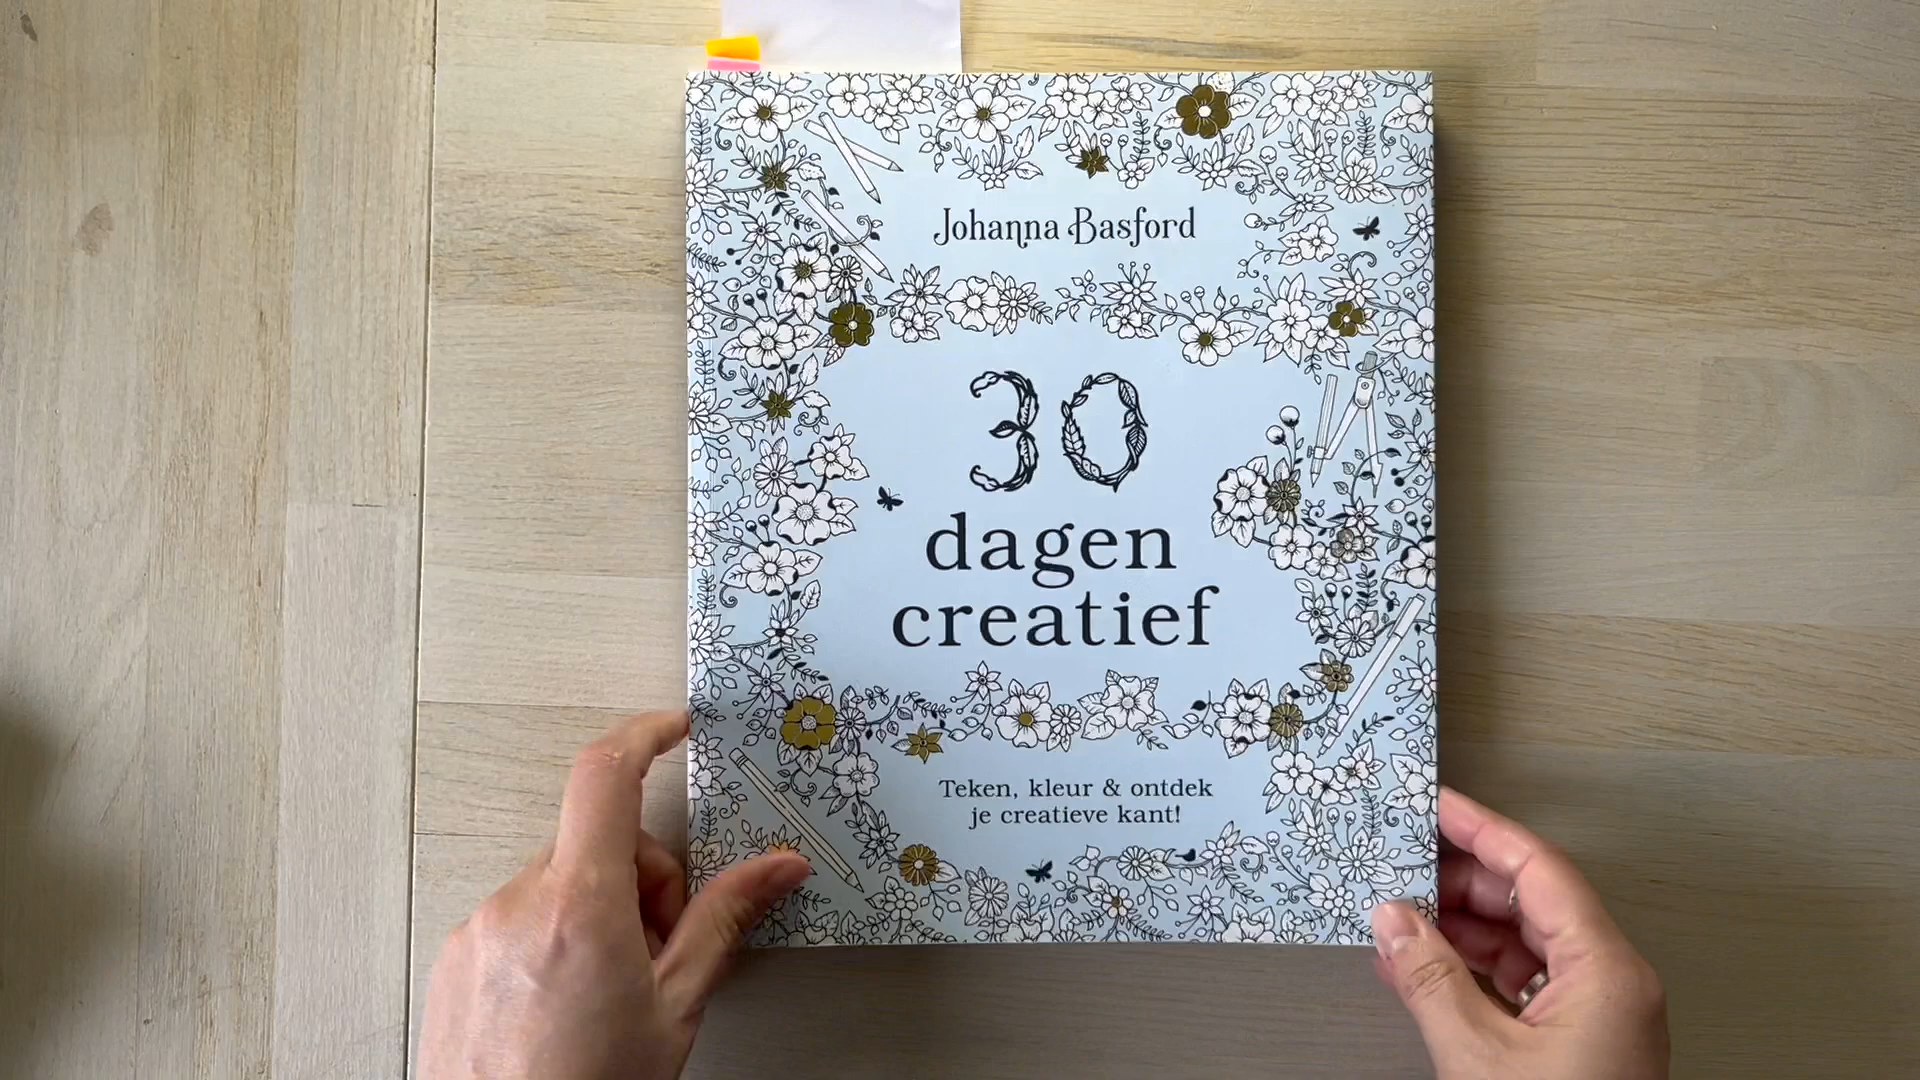 Johanna Basford
30
dagen
creatief
Teken, kleur & ontdek
je creatieve kant!